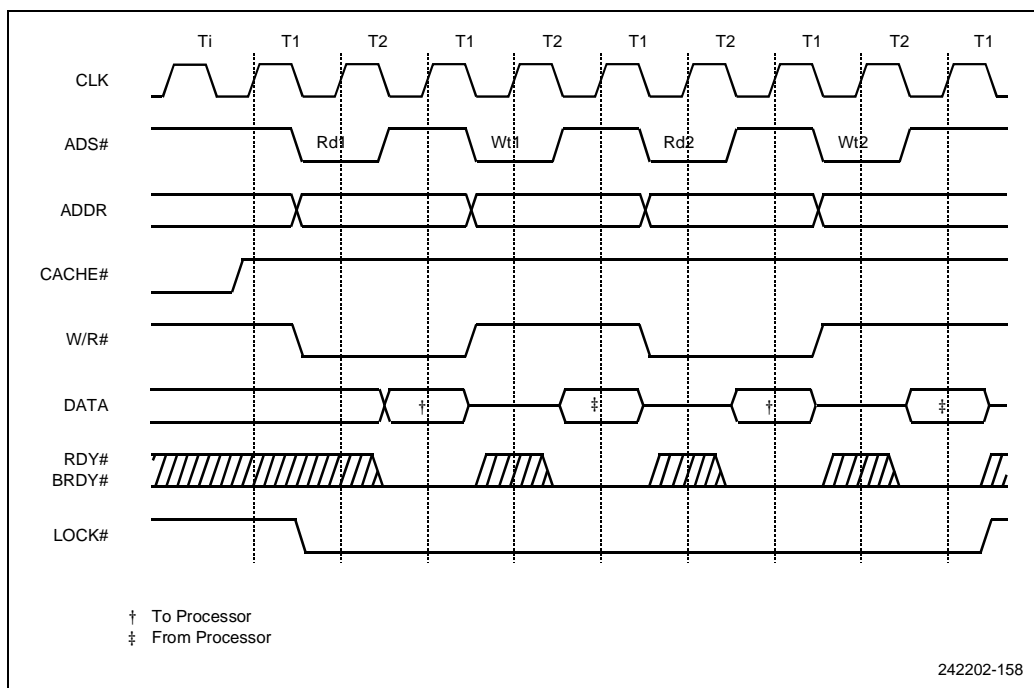 Ti T1 T2 T1 T2 T1 T2 T1 T2 T1
CLK
ADS# Rd1 Wt1 Rd2 Wt2
ADDR
CACHE#
W/R#
DATA † ‡ † ‡
RDY#
BRDY#
LOCK#
† To Processor
‡ From Processor
242202-158